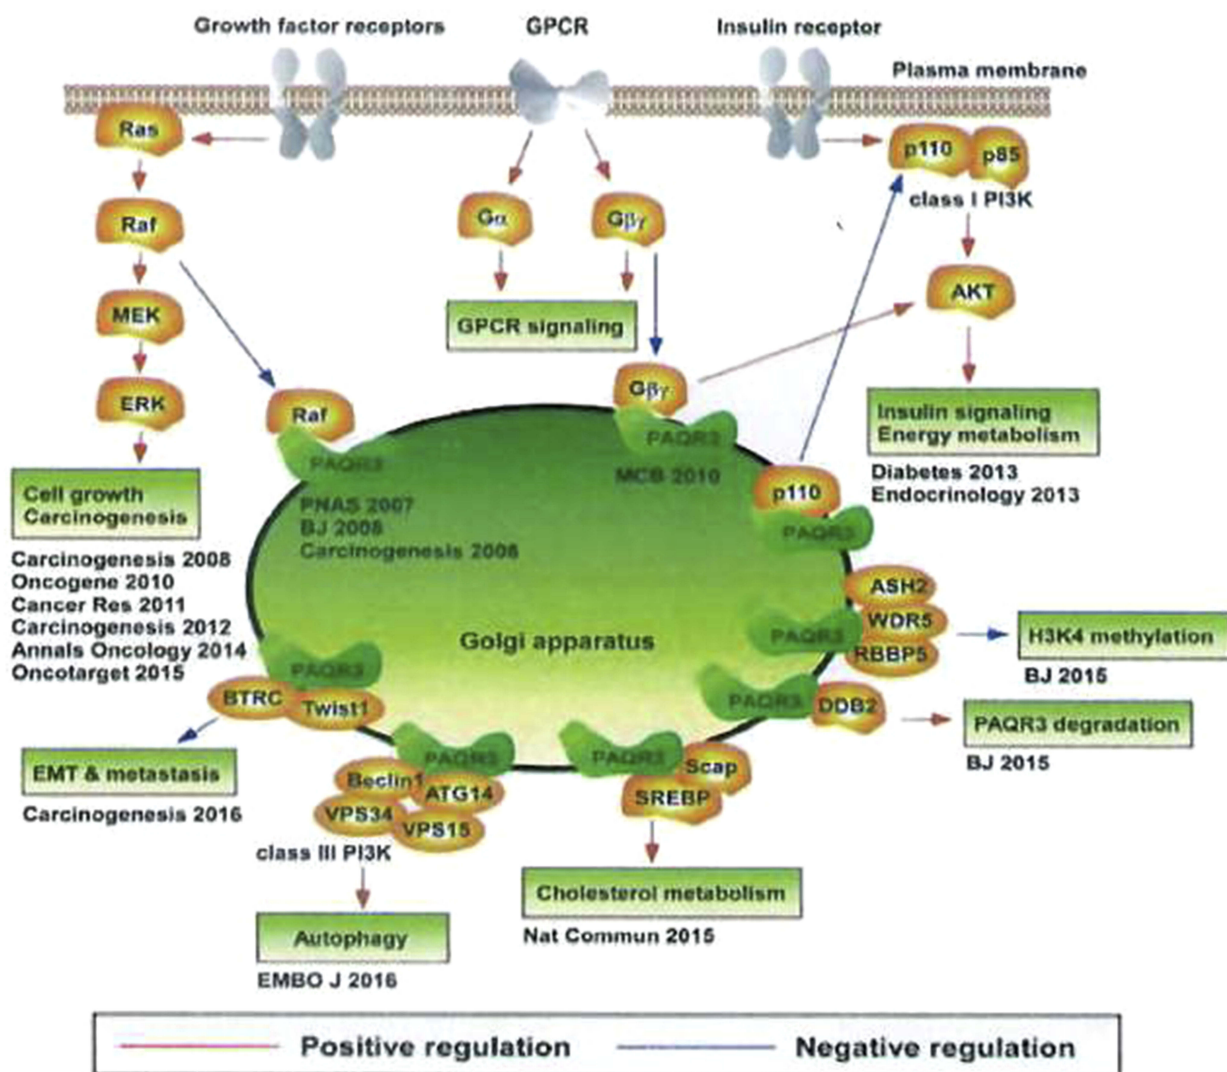 Growth factor receptors
GPCR
Insulin receptor
Plasma membrane
Ras
p110
p85
class I PI3K
Raf
Gα
Gβγ
MEK
AKT
GPCR signaling
ERK
Raf
Gβγ
Insulin signaling
Energy metabolism
PAQR3
PAQR3
Diabetes 2013
Endocrinology 2013
MCB 2010
p110
Cell growth
Carcinogenesis
PNAS 2007
BJ 2008
Carcinogenesis 2008
PAQR3
Carcinogenesis 2008
Oncogene 2010
Cancer Res 2011
Carcinogenesis 2012
Annals Oncology 2014
Oncotarget 2015
ASH2
WDR5
RBBP5
PAQR3
H3K4 methylation
BJ 2015
Golgi apparatus
PAQR3
BTRC
Twist1
PAQR3
DDB2
PAQR3 degradation
BJ 2015
EMT & metastasis
Carcinogenesis 2016
PAQR3
Beclin1
ATG14
VPS34
VPS15
class III PI3K
PAQR3
Scap
SREBP
Cholesterol metabolism
Nat Commun 2015
Autophagy
EMBO J 2016
Positive regulation
Negative regulation